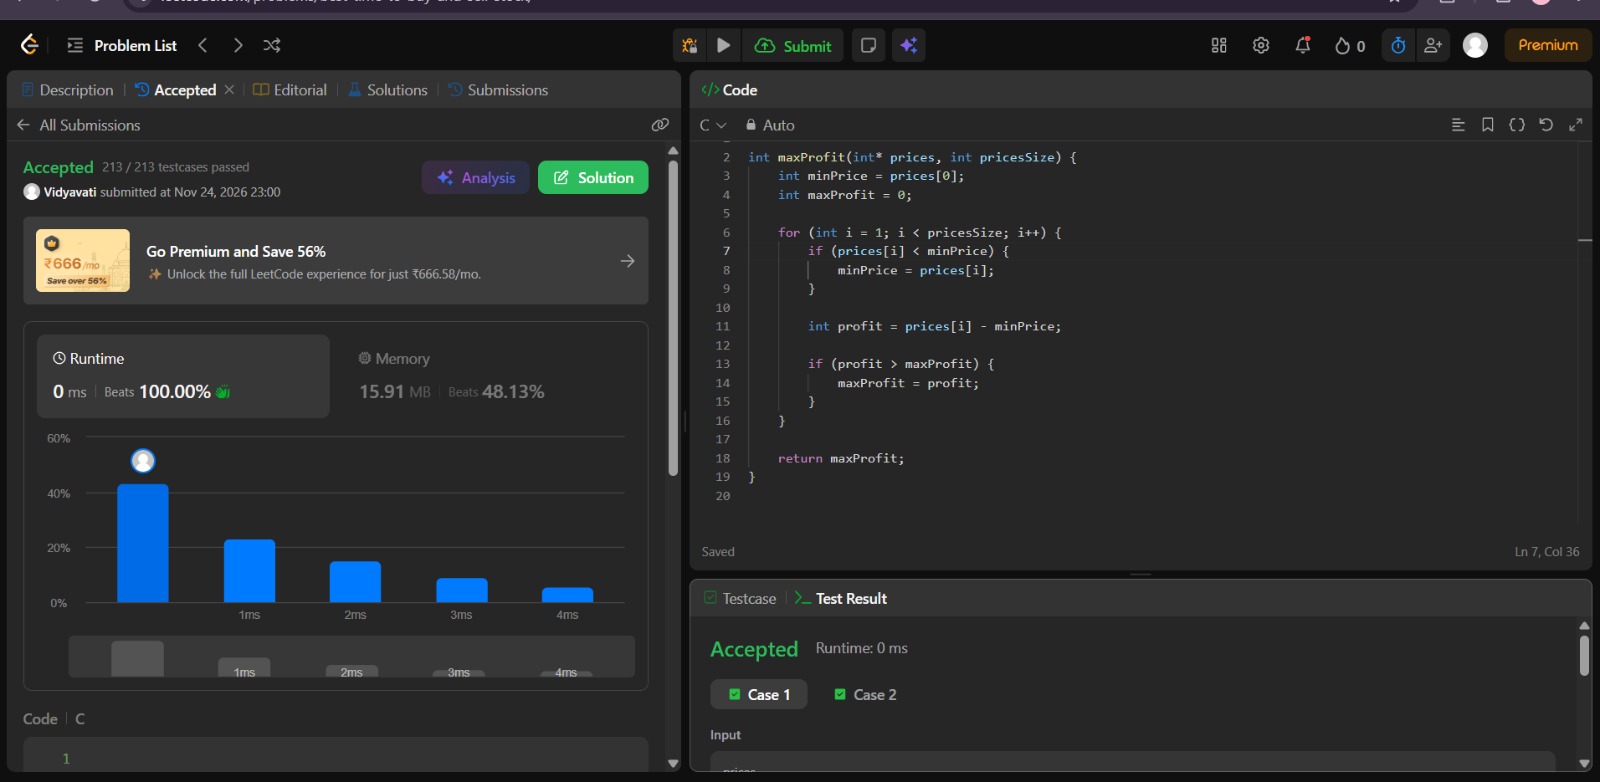 Problem List
Submit
0
Premium
Description
Accepted
Editorial
Solutions
Submissions
All Submissions
Accepted 213 / 213 testcases passed
Vidyavati submitted at Nov 24, 2026 23:00
Analysis
Solution
₹666 /mo
Save over 56%
Go Premium and Save 56%
Unlock the full LeetCode experience for just ₹666.58/mo.
Runtime
0 ms Beats 100.00%
Memory
15.91 MB Beats 48.13%
60%
40%
20%
0%
1ms 2ms 3ms 4ms
1ms 2ms 3ms 4ms
Code C
1
</> Code
C Auto
2 int maxProfit(int* prices, int pricesSize) {
3 int minPrice = prices[0];
4 int maxProfit = 0;
5
6 for (int i = 1; i < pricesSize; i++) {
7 if (prices[i] < minPrice) {
8 minPrice = prices[i];
9 }
10
11 int profit = prices[i] - minPrice;
12
13 if (profit > maxProfit) {
14 maxProfit = profit;
15 }
16 }
17
18 return maxProfit;
19 }
20
Saved
Ln 7, Col 36
Testcase
Test Result
Accepted Runtime: 0 ms
Case 1
Case 2
Input